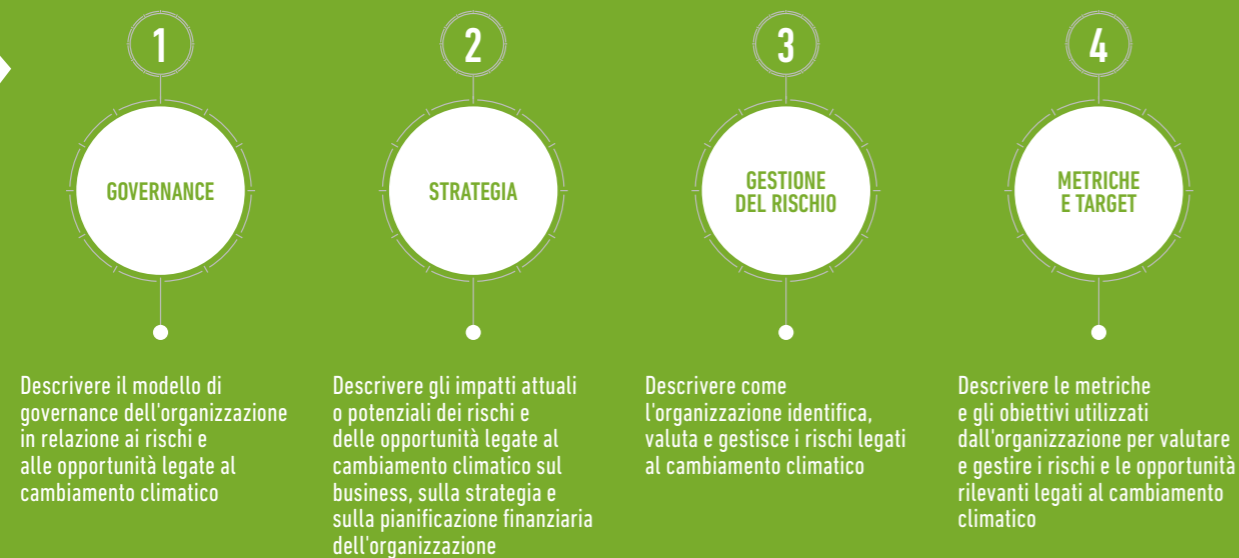 1
GOVERNANCE
Descrivere il modello di
governance dell'organizzazione
in relazione ai rischi e
alle opportunità legate al
cambiamento climatico
2
STRATEGIA
Descrivere gli impatti attuali
o potenziali dei rischi e
delle opportunità legate al
cambiamento climatico sul
business, sulla strategia e
sulla pianificazione finanziaria
dell'organizzazione
3
GESTIONE
DEL RISCHIO
Descrivere come
l'organizzazione identifica,
valuta e gestisce i rischi legati
al cambiamento climatico
4
METRICHE
E TARGET
Descrivere le metriche
e gli obiettivi utilizzati
dall'organizzazione per valutare
e gestire i rischi e le opportunità
rilevanti legati al cambiamento
climatico